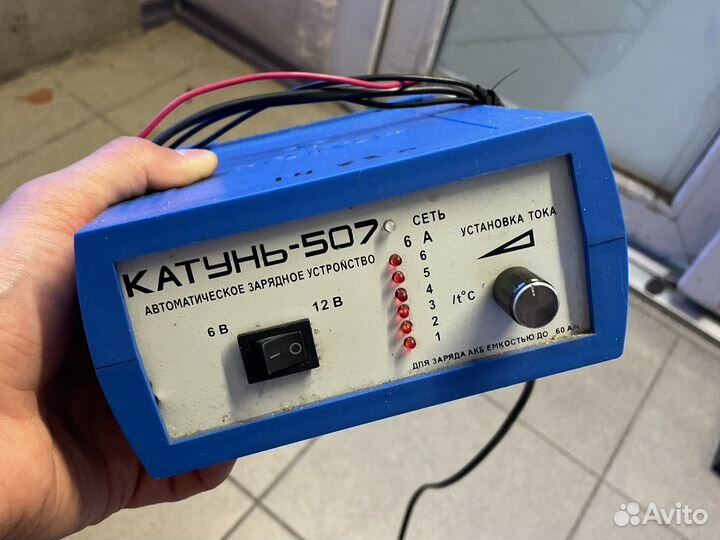 КАТУНЬ-507
АВТОМАТИЧЕСКОЕ ЗАРЯДНОЕ УСТРОЙСТВО
6 В
12 В
СЕТЬ
6 А
6
5
4
3
2
1
/t°C
УСТАНОВКА ТОКА
ДЛЯ ЗАРЯДА АКБ ЕМКОСТЬЮ ДО 60 А/ч
Avito